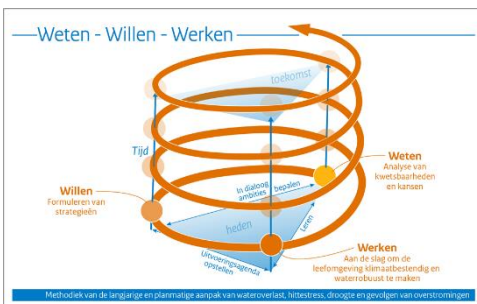 Weten - Willen - Werken
toekomst
Tijd
Weten
Analyse van
kwetsbaarheden
en kansen
Willen
Formuleren van
strategieën
In dialoog bepalen
ambities
heden
Leren
Uitvoeringsagenda
opstellen
Werken
Aan de slag om de
leefomgeving klimaatbestendig en
waterrobuust te maken
Methodiek van de langjarige en planmatige aanpak van wateroverlast, hittestress, droogte en gevolgen van overstromingen